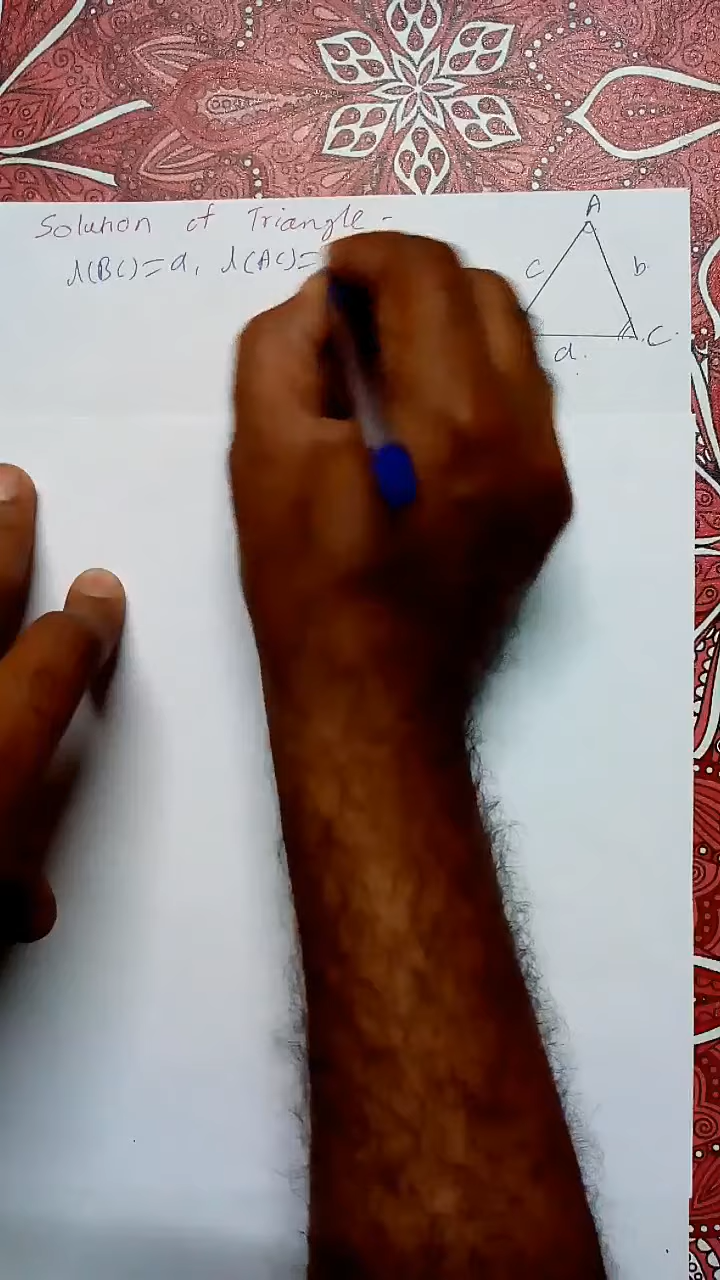 Solution of Triangle -
l(BC) = a, l(AC) =
A
c
b
C
a